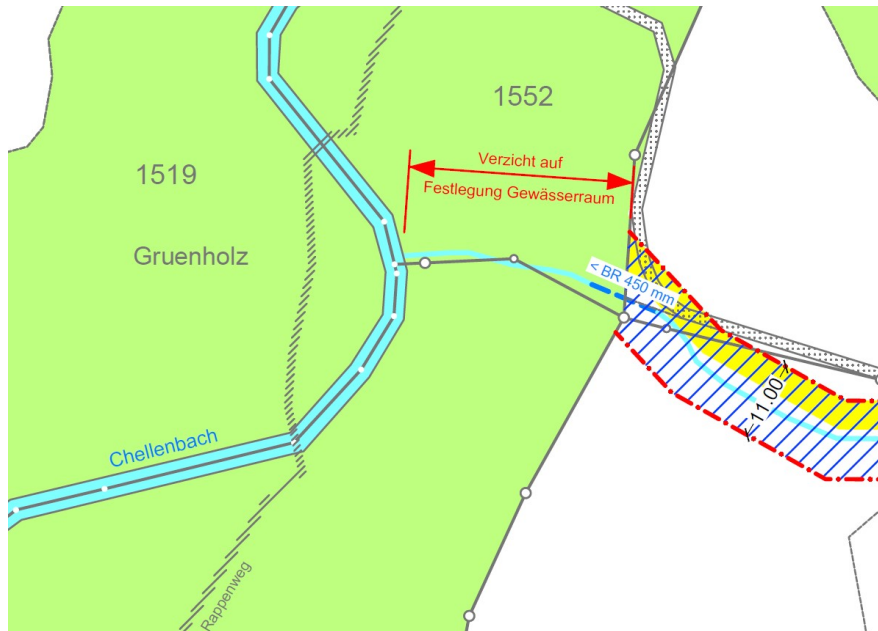 1552
Verzicht auf
Festlegung Gewässerraum
1519
Gruenholz
< BR 450 mm
11.00
Chellenbach
Rappenweg